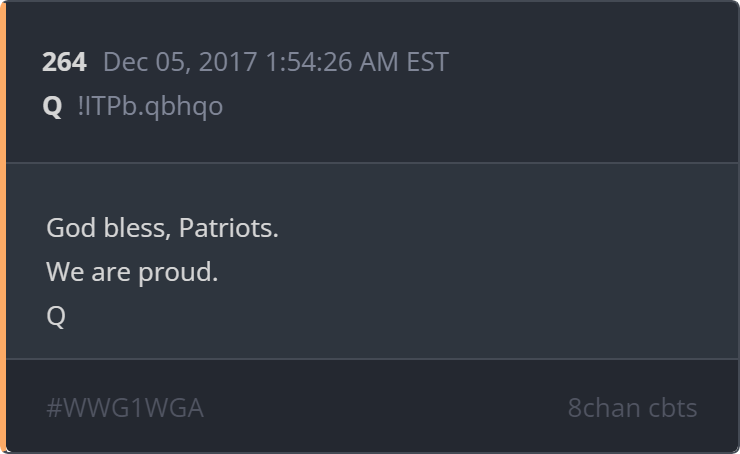 264 Dec 05, 2017 1:54:26 AM EST
Q !ITPb.qbhqo
God bless, Patriots.
We are proud.
Q
#WWG1WGA 8chan cbts